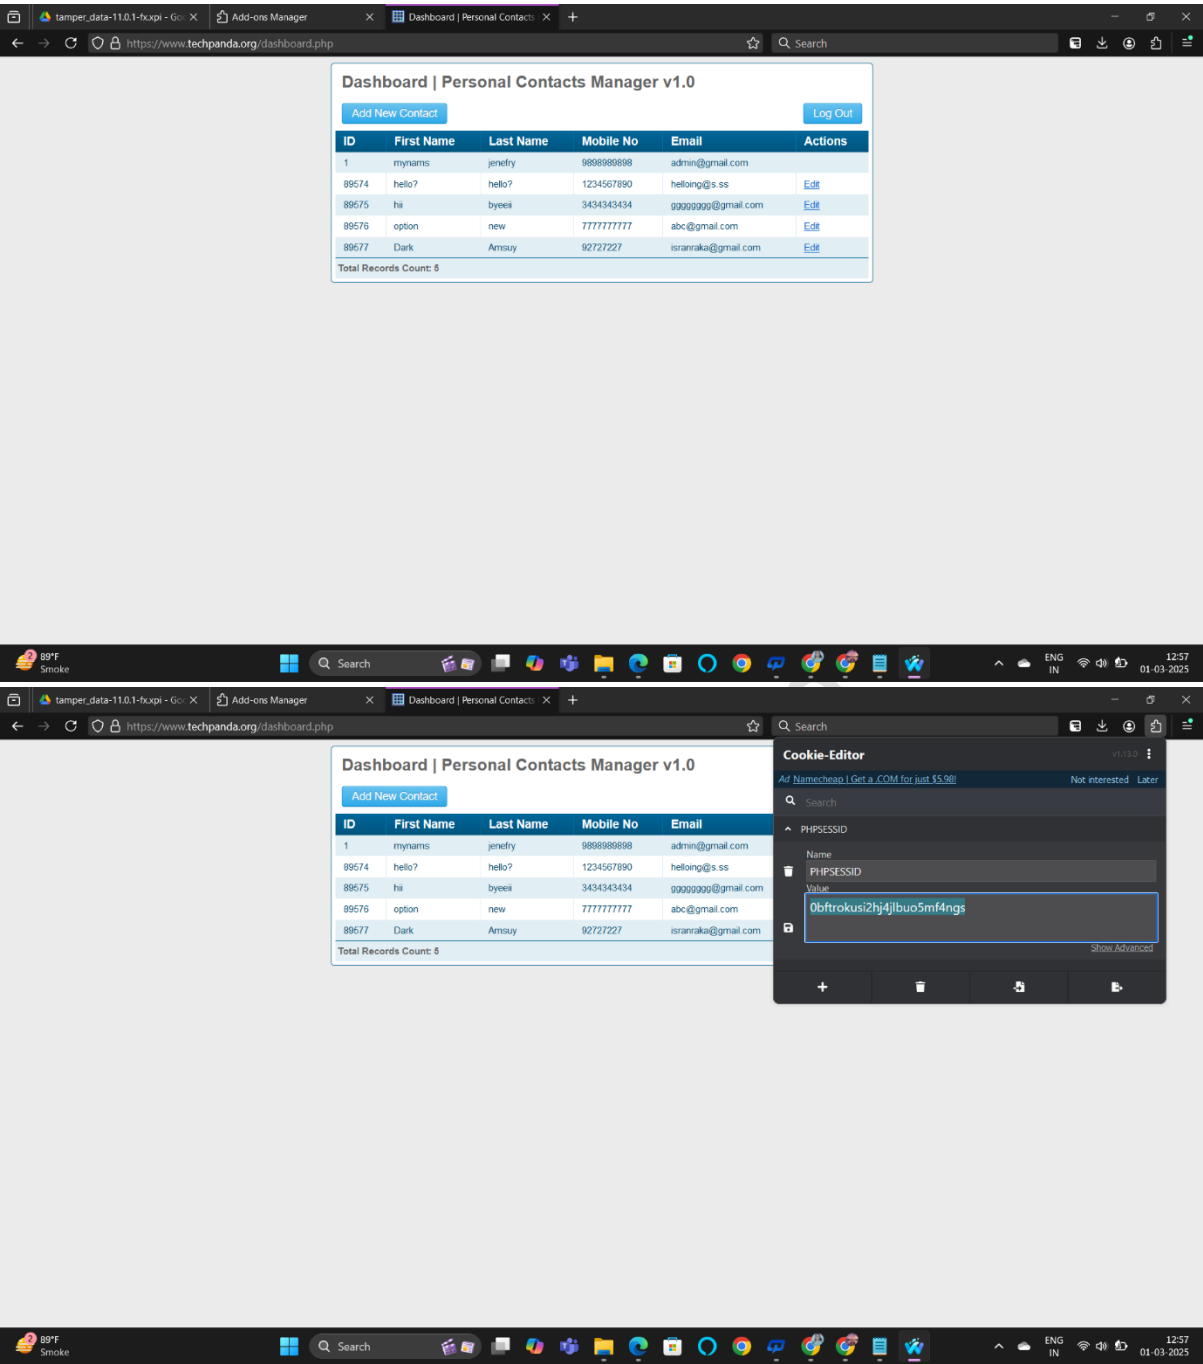 tamper_data-11.0.1-fx.xpi - Goo
Add-ons Manager
Dashboard | Personal Contacts
https://www.techpanda.org/dashboard.php
Search
Dashboard | Personal Contacts Manager v1.0
Add New Contact
Log Out
ID First Name Last Name Mobile No Email Actions
1 mynams jenefry 9898989898 admin@gmail.com
89574 hello? hello? 1234567890 helloing@s.ss Edit
89575 hii byeeii 3434343434 gggggggg@gmail.com Edit
89576 option new 7777777777 abc@gmail.com Edit
89577 Dark Amsuy 92727227 isranraka@gmail.com Edit
Total Records Count: 5
2
89°F
Smoke
Search
ENG
IN
12:57
01-03-2025
tamper_data-11.0.1-fx.xpi - Goo
Add-ons Manager
Dashboard | Personal Contacts
https://www.techpanda.org/dashboard.php
Search
Dashboard | Personal Contacts Manager v1.0
Add New Contact
ID First Name Last Name Mobile No Email
1 mynams jenefry 9898989898 admin@gmail.com
89574 hello? hello? 1234567890 helloing@s.ss
89575 hii byeeii 3434343434 gggggggg@gmail.com
89576 option new 7777777777 abc@gmail.com
89577 Dark Amsuy 92727227 isranraka@gmail.com
Total Records Count: 5
Cookie-Editor
v1.13.0
Ad Namecheap | Get a .COM for just $5.98!
Not interested Later
Search
PHPSESSID
Name
PHPSESSID
Value
0bftrokusi2hj4jlbuo5mf4ngs
Show Advanced
2
89°F
Smoke
Search
ENG
IN
12:57
01-03-2025